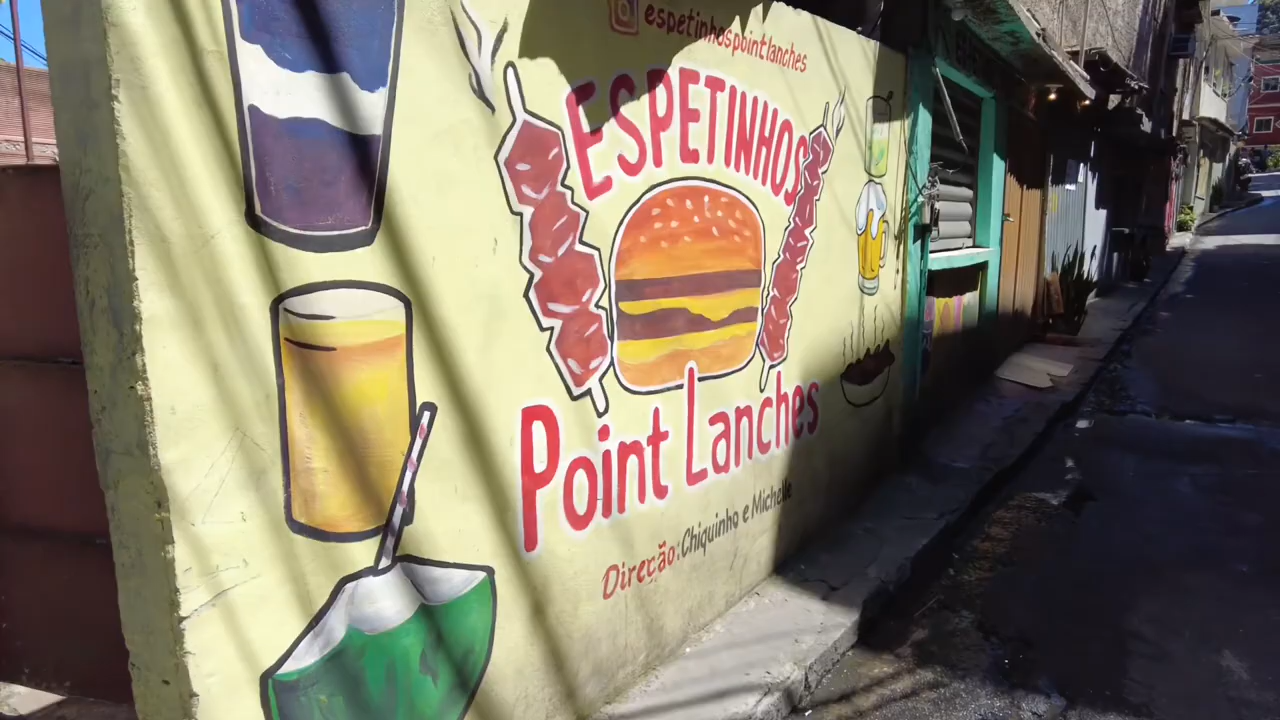 espetinhospointlanches
ESPETINHOS
Point Lanches
Direção: Chiquinho e Michelle